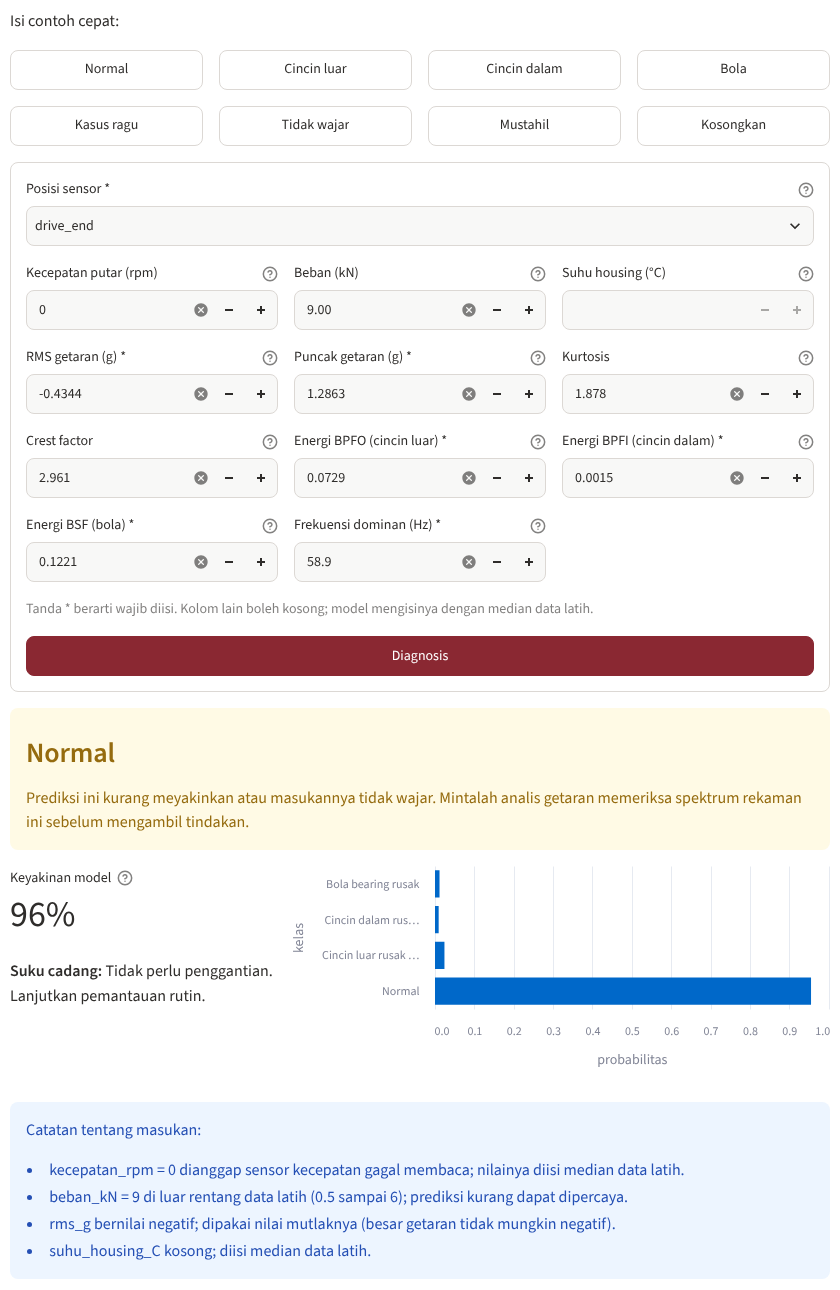 Isi contoh cepat:
Normal
Cincin luar
Cincin dalam
Bola
Kasus ragu
Tidak wajar
Mustahil
Kosongkan
Posisi sensor *
drive_end
Kecepatan putar (rpm)
Beban (kN)
Suhu housing (°C)
0
9.00
RMS getaran (g) *
Puncak getaran (g) *
Kurtosis
-0.4344
1.2863
1.878
Crest factor
Energi BPFO (cincin luar) *
Energi BPFI (cincin dalam) *
2.961
0.0729
0.0015
Energi BSF (bola) *
Frekuensi dominan (Hz) *
0.1221
58.9
Tanda * berarti wajib diisi. Kolom lain boleh kosong; model mengisinya dengan median data latih.
Diagnosis
Normal
Prediksi ini kurang meyakinkan atau masukannya tidak wajar. Mintalah analis getaran memeriksa spektrum rekaman
ini sebelum mengambil tindakan.
Keyakinan model
96%
Suku cadang: Tidak perlu penggantian.
Lanjutkan pemantauan rutin.
kelas
Bola bearing rusak
Cincin dalam rus…
Cincin luar rusak …
Normal
0.0 0.1 0.2 0.3 0.4 0.5 0.6 0.7 0.8 0.9 1.0
probabilitas
Catatan tentang masukan:
• kecepatan_rpm = 0 dianggap sensor kecepatan gagal membaca; nilainya diisi median data latih.
• beban_kN = 9 di luar rentang data latih (0.5 sampai 6); prediksi kurang dapat dipercaya.
• rms_g bernilai negatif; dipakai nilai mutlaknya (besar getaran tidak mungkin negatif).
• suhu_housing_C kosong; diisi median data latih.